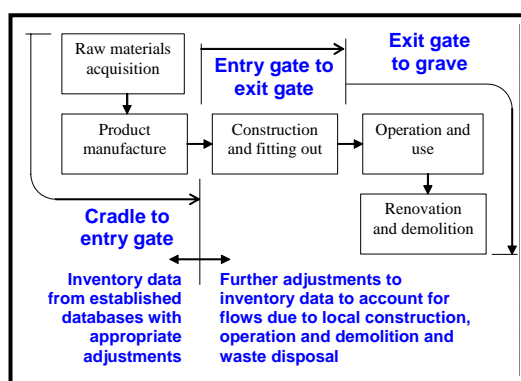 Raw materials
acquisition
Entry gate to
exit gate
Exit gate
to grave
Product
manufacture
Construction
and fitting out
Operation and
use
Renovation
and demolition
Cradle to
entry gate
Inventory data
from established
databases with
appropriate
adjustments
Further adjustments to
inventory data to account for
flows due to local construction,
operation and demolition and
waste disposal